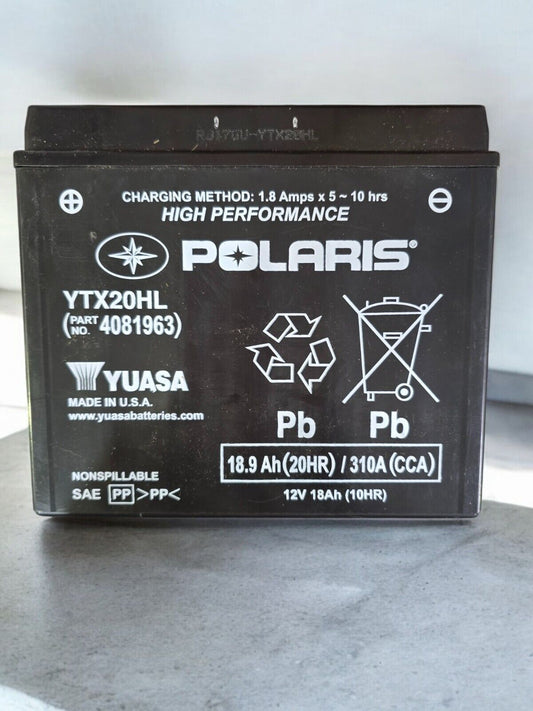 RJ170U-YTX20HL
CHARGING METHOD: 1.8 Amps x 5 ~ 10 hrs
HIGH PERFORMANCE
POLARIS®
YTX20HL
(PART NO. 4081963)
YUASA
MADE IN U.S.A.
www.yuasabatteries.com
Pb Pb
18.9 Ah(20HR) / 310A(CCA)
12V 18Ah (10HR)
NONSPILLABLE
SAE PP >PP<